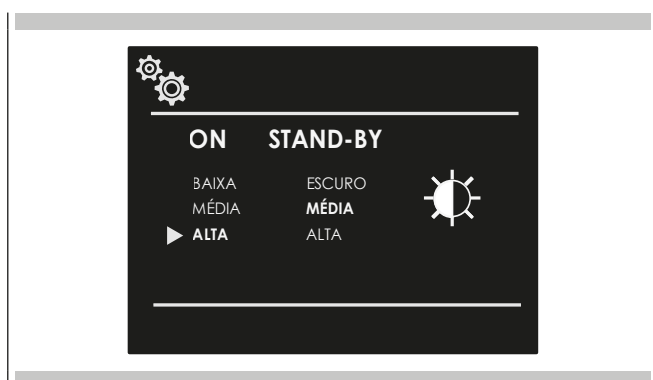 ON STAND-BY
BAIXA ESCURO
MÉDIA MÉDIA
ALTA ALTA